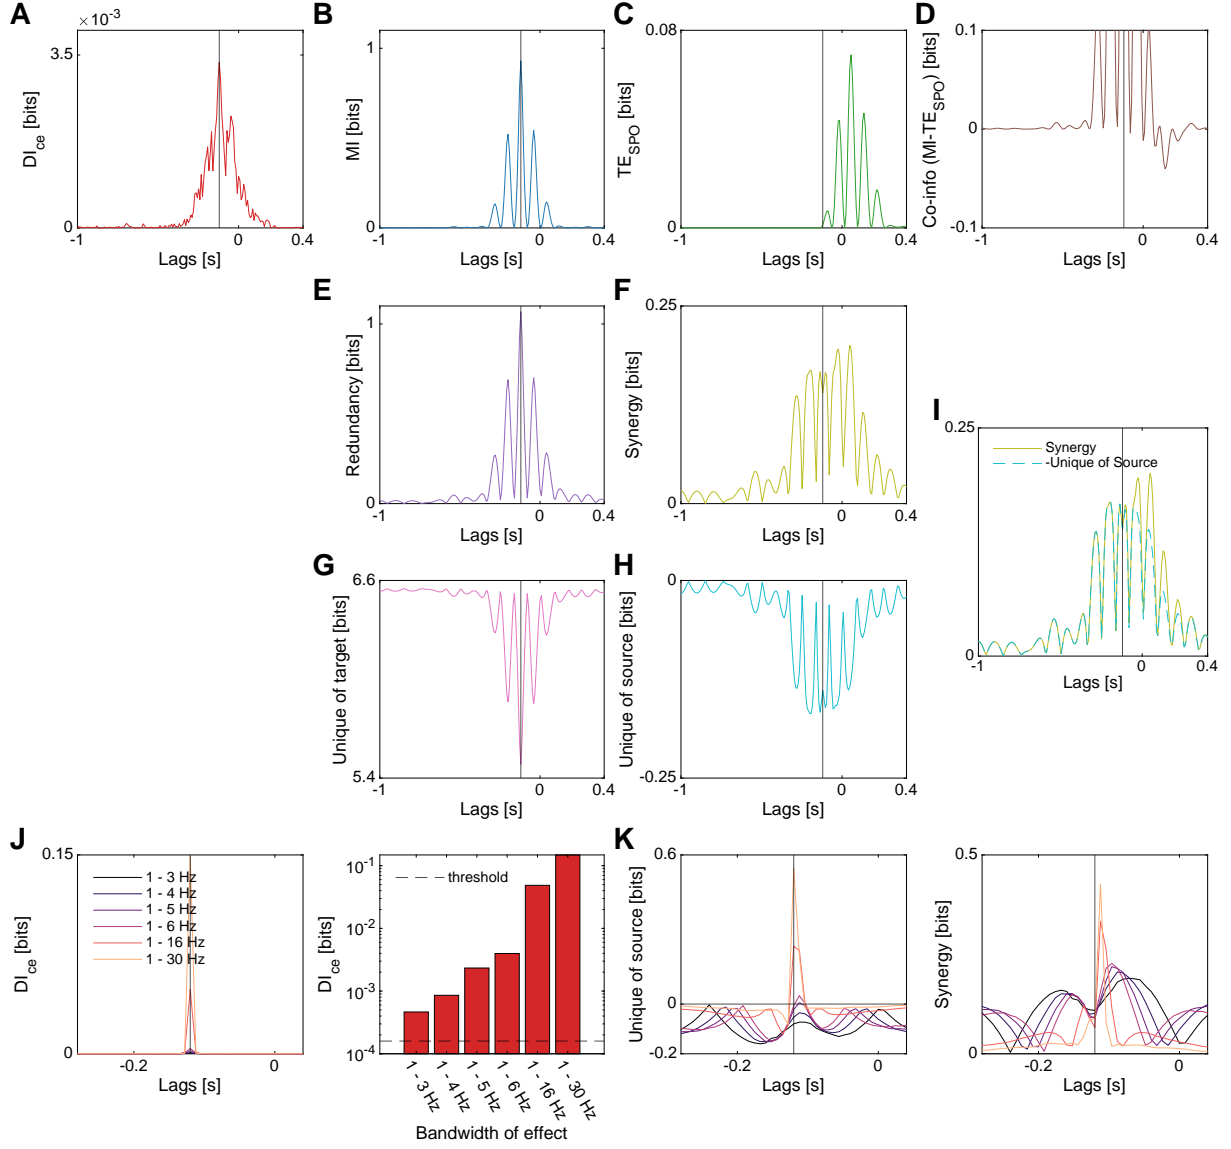 A
×10-3
3.5
0
DIce [bits]
-1
0
0.4
Lags [s]
B
1
0
MI [bits]
-1
0
0.4
Lags [s]
C
0.08
0
TESPO [bits]
-1
0
0.4
Lags [s]
D
0.1
0
-0.1
Co-info (MI-TESPO) [bits]
-1
0
0.4
Lags [s]
E
1
0
Redundancy [bits]
-1
0
0.4
Lags [s]
F
0.25
0
Synergy [bits]
-1
0
0.4
Lags [s]
G
6.6
5.4
Unique of target [bits]
-1
0
0.4
Lags [s]
H
0
-0.25
Unique of source [bits]
-1
0
0.4
Lags [s]
I
0.25
0
Synergy
-Unique of Source
-1
0
0.4
Lags [s]
J
0.15
0
DIce [bits]
1 - 3 Hz
1 - 4 Hz
1 - 5 Hz
1 - 6 Hz
1 - 16 Hz
1 - 30 Hz
-0.2
0
Lags [s]
10-1
10-2
10-3
10-4
DIce [bits]
threshold
1 - 3 Hz
1 - 4 Hz
1 - 5 Hz
1 - 6 Hz
1 - 16 Hz
1 - 30 Hz
Bandwidth of effect
K
0.6
0
-0.2
Unique of source [bits]
-0.2
0
Lags [s]
0.5
0
Synergy [bits]
-0.2
0
Lags [s]